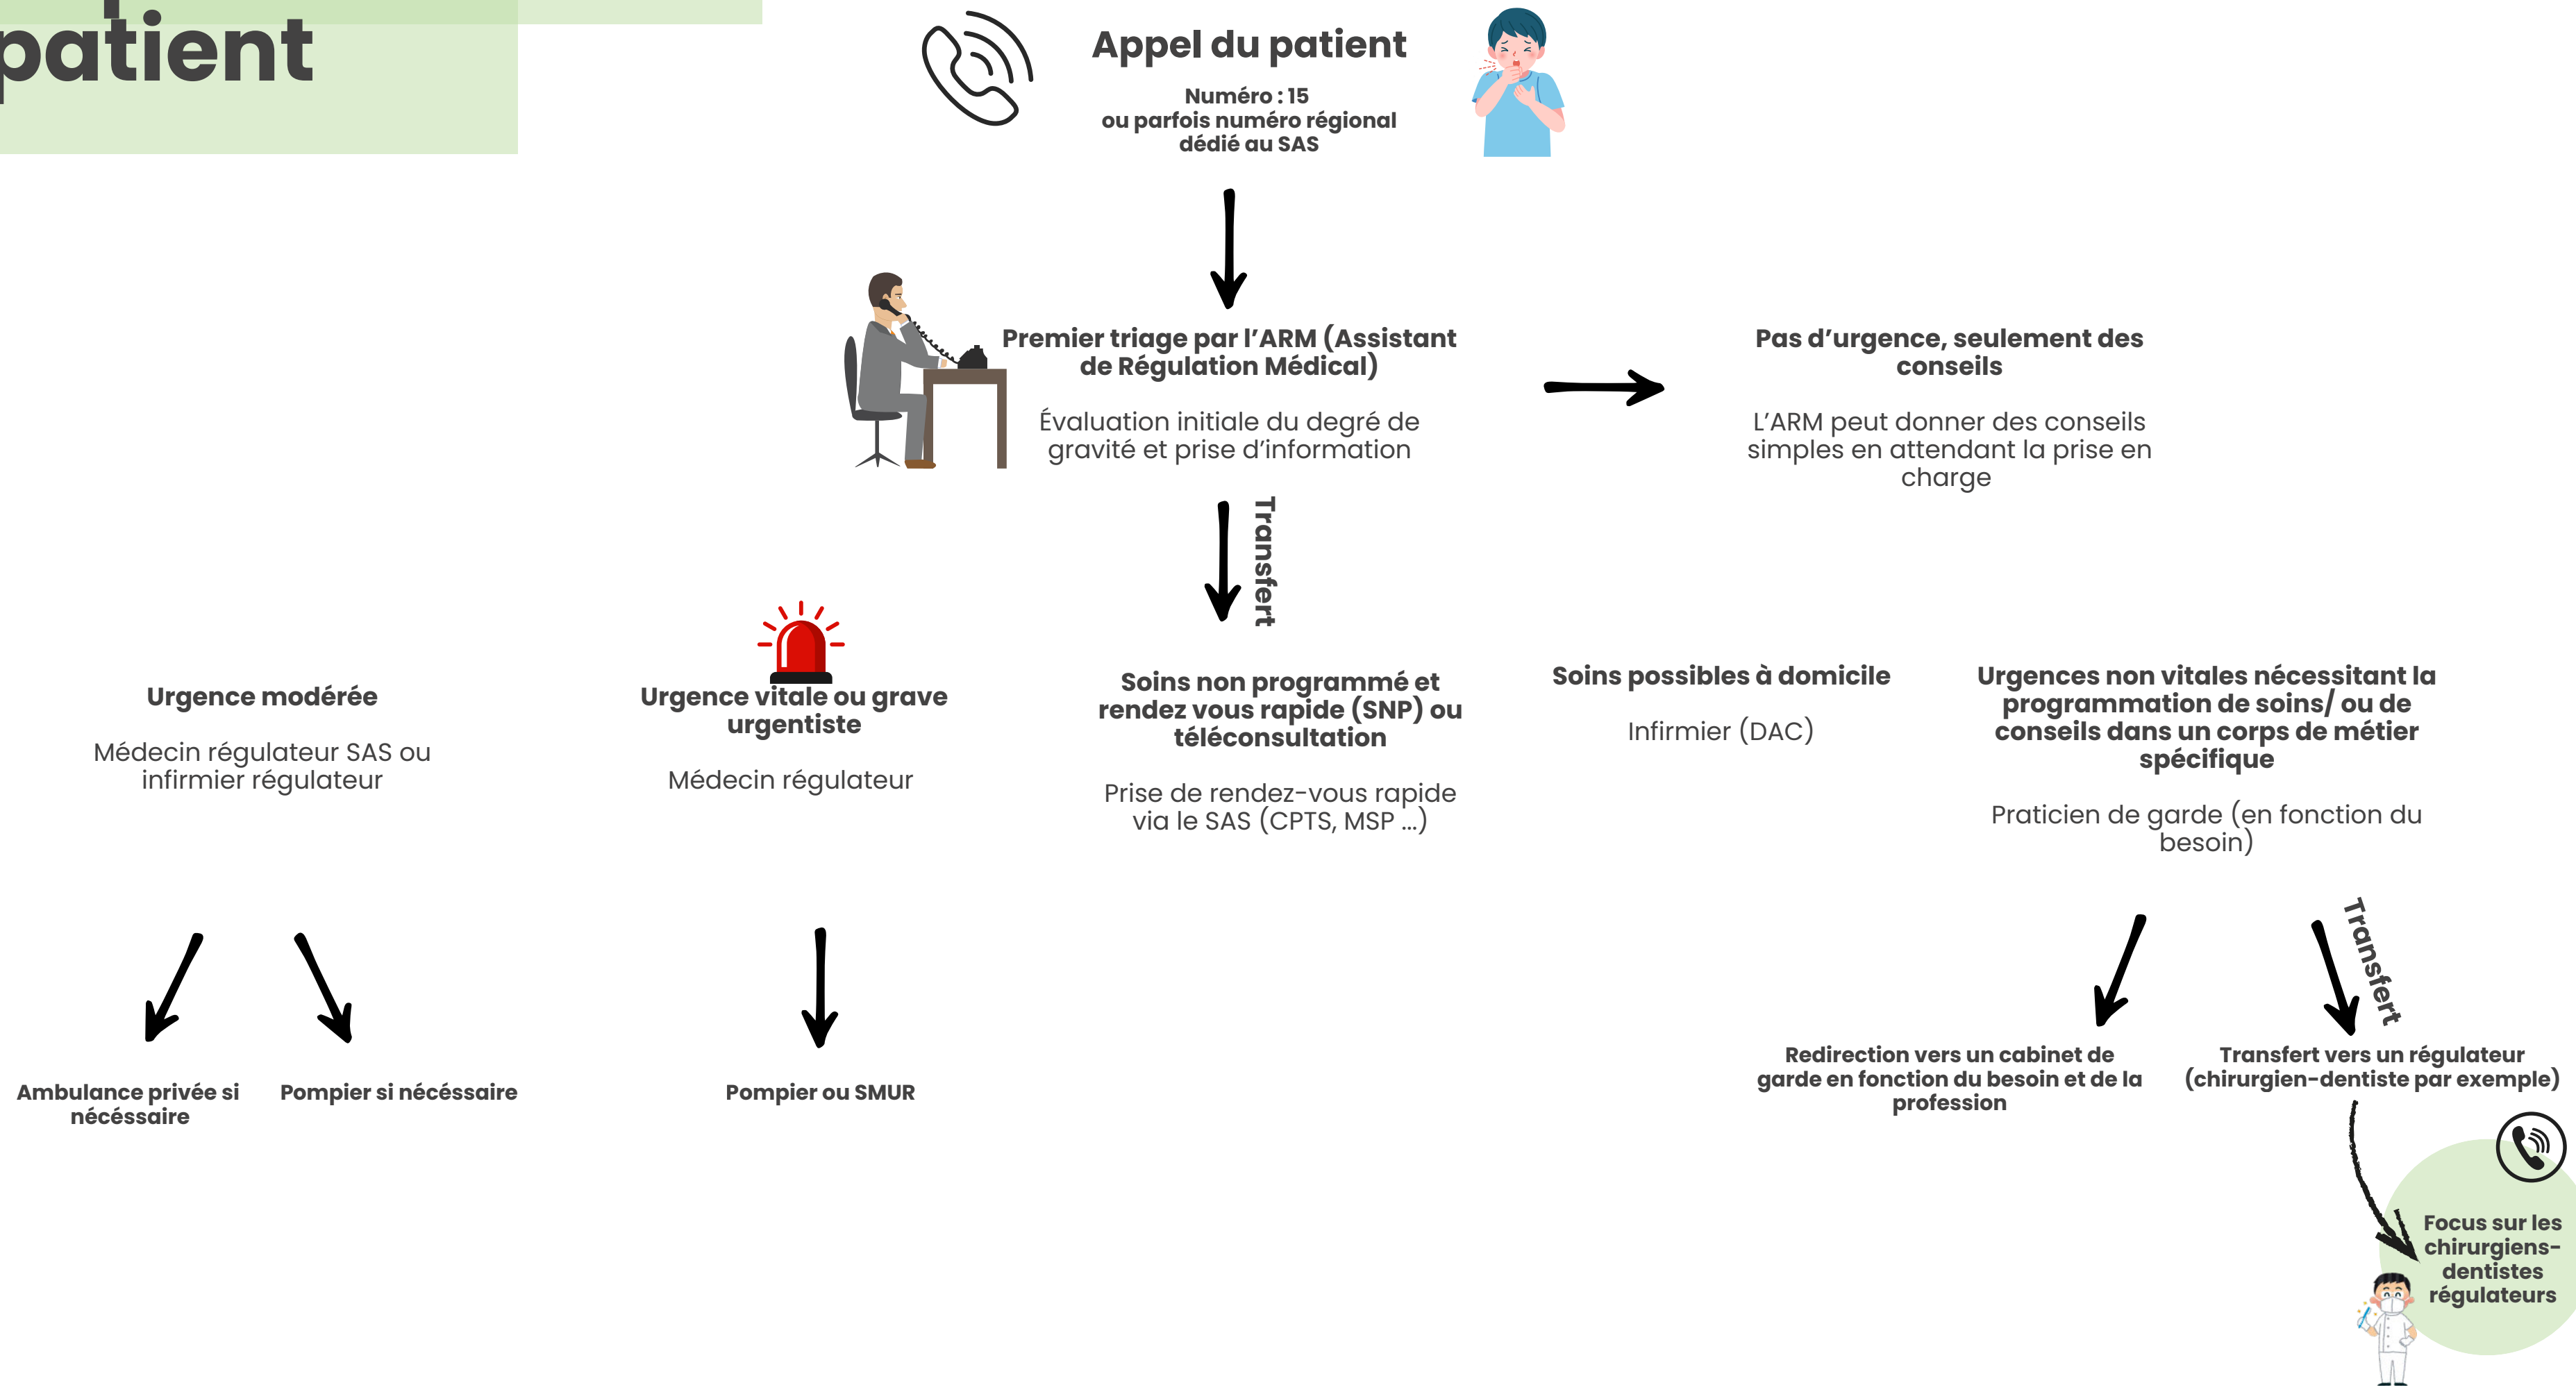 patient
Appel du patient
Numéro : 15
ou parfois numéro régional
dédié au SAS
Premier triage par l’ARM (Assistant
de Régulation Médical)
Évaluation initiale du degré de
gravité et prise d’information
Pas d’urgence, seulement des
conseils
L’ARM peut donner des conseils
simples en attendant la prise en
charge
Transfert
Urgence modérée
Médecin régulateur SAS ou
infirmier régulateur
Urgence vitale ou grave
urgentiste
Médecin régulateur
Soins non programmé et
rendez vous rapide (SNP) ou
téléconsultation
Prise de rendez-vous rapide
via le SAS (CPTS, MSP ...)
Soins possibles à domicile
Infirmier (DAC)
Urgences non vitales nécessitant la
programmation de soins/ ou de
conseils dans un corps de métier
spécifique
Praticien de garde (en fonction du
besoin)
Transfert
Ambulance privée si
nécéssaire
Pompier si nécéssaire
Pompier ou SMUR
Redirection vers un cabinet de
garde en fonction du besoin et de la
profession
Transfert vers un régulateur
(chirurgien-dentiste par exemple)
Focus sur les
chirurgiens-
dentistes
régulateurs